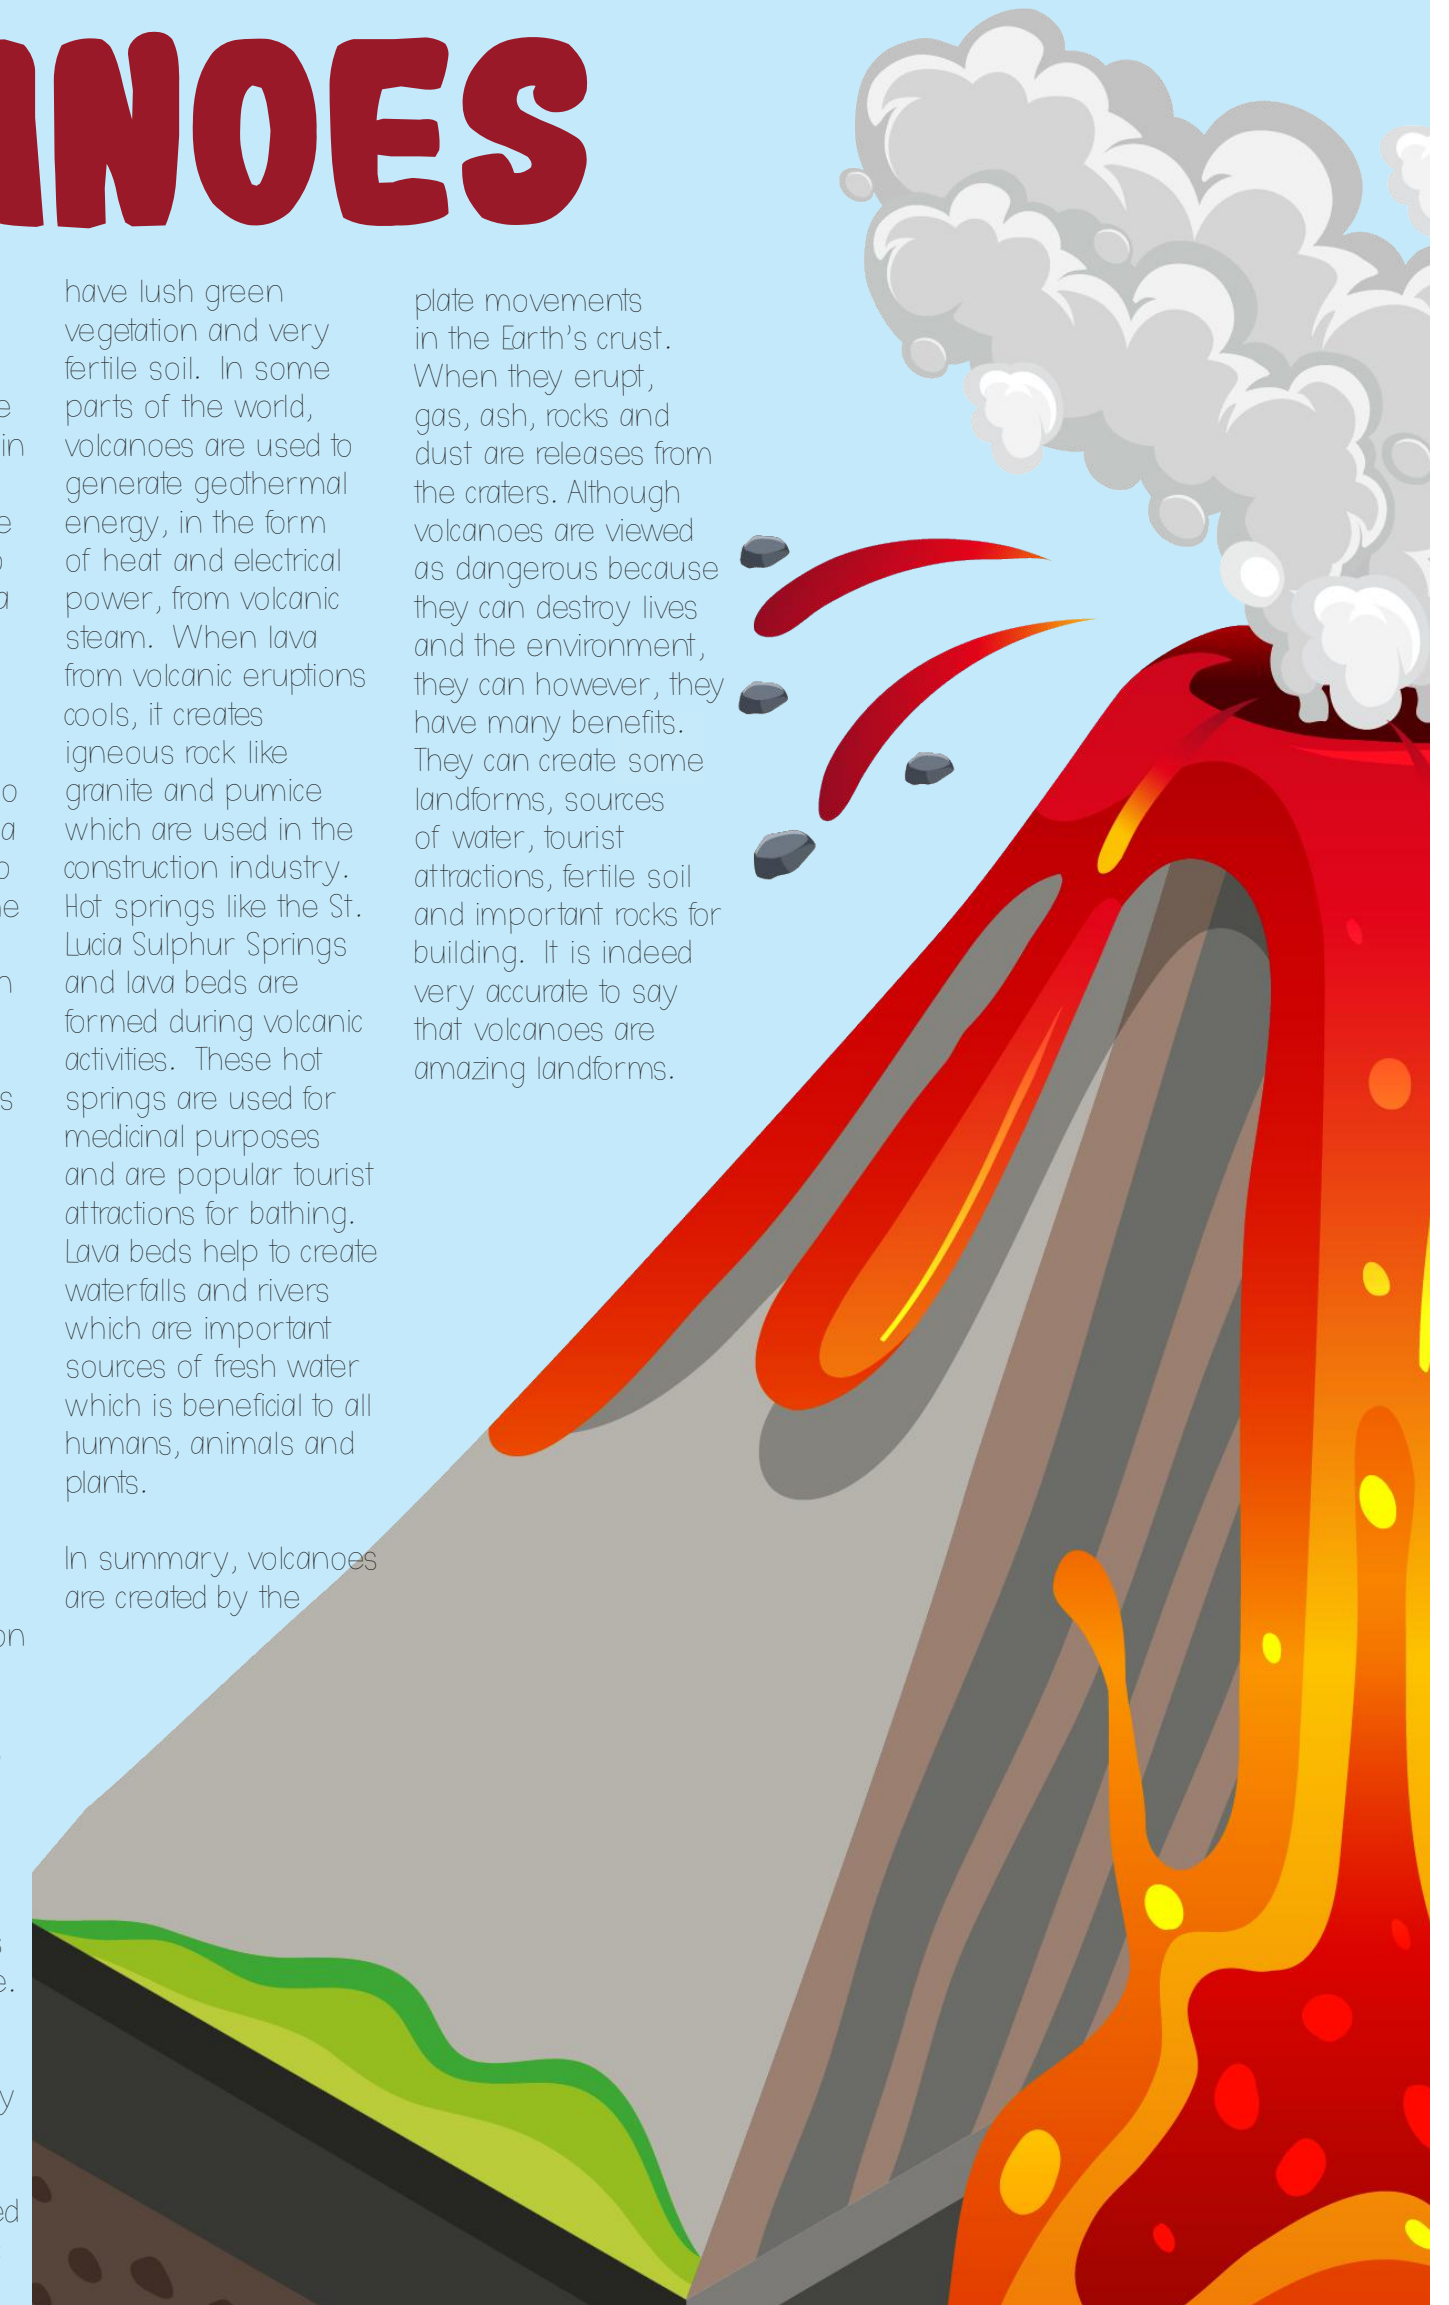 ANOES
e
in
e
o
a
o
a
o
e
n
s
on
s
e.
y
ed
have lush green
vegetation and very
fertile soil. In some
parts of the world,
volcanoes are used to
generate geothermal
energy, in the form
of heat and electrical
power, from volcanic
steam. When lava
from volcanic eruptions
cools, it creates
igneous rock like
granite and pumice
which are used in the
construction industry.
Hot springs like the St.
Lucia Sulphur Springs
and lava beds are
formed during volcanic
activities. These hot
springs are used for
medicinal purposes
and are popular tourist
attractions for bathing.
Lava beds help to create
waterfalls and rivers
which are important
sources of fresh water
which is beneficial to all
humans, animals and
plants.
In summary, volcanoes
are created by the
plate movements
in the Earth's crust.
When they erupt,
gas, ash, rocks and
dust are releases from
the craters. Although
volcanoes are viewed
as dangerous because
they can destroy lives
and the environment,
they can however, they
have many benefits.
They can create some
landforms, sources
of water, tourist
attractions, fertile soil
and important rocks for
building. It is indeed
very accurate to say
that volcanoes are
amazing landforms.